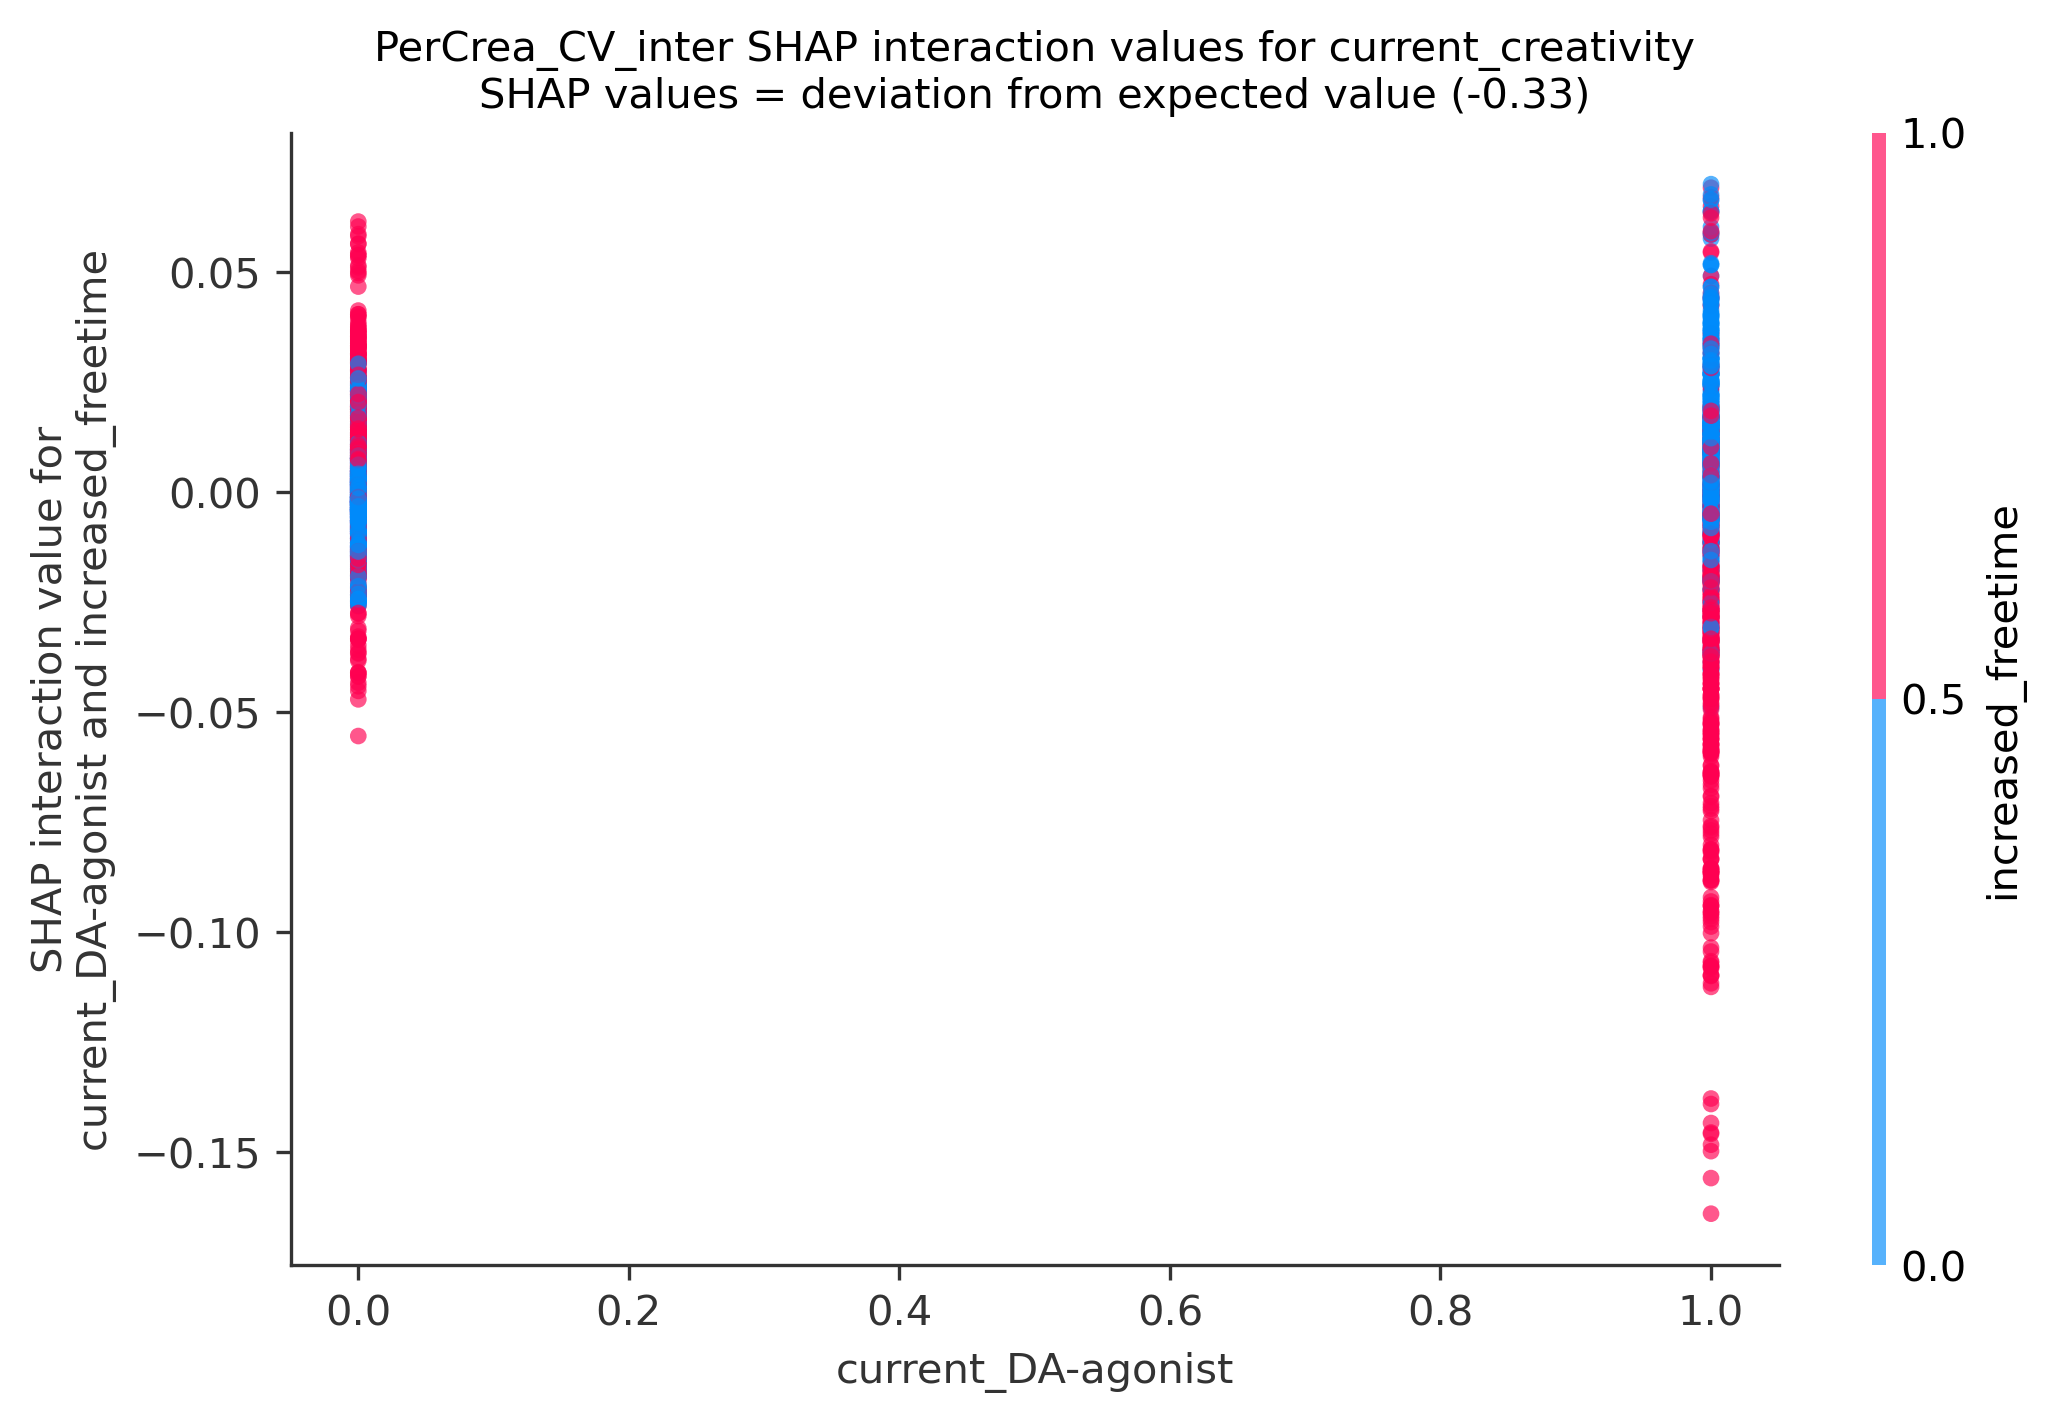 PerCrea_CV_inter SHAP interaction values for current_creativity
SHAP values = deviation from expected value (-0.33)
SHAP interaction value for
current_DA-agonist and increased_freetime
0.05
0.00
−0.05
−0.10
−0.15
0.0
0.2
0.4
0.6
0.8
1.0
current_DA-agonist
1.0
0.5
0.0
increased_freetime